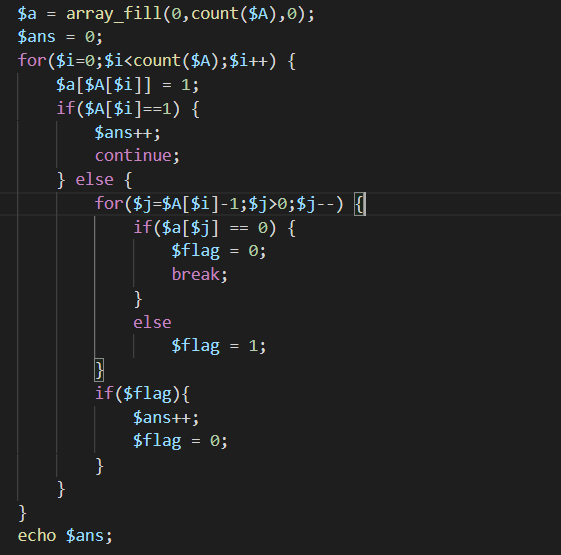 $a = array_fill(0,count($A),0);
$ans = 0;
for($i=0;$i<count($A);$i++) {
    $a[$A[$i]] = 1;
    if($A[$i]==1) {
        $ans++;
        continue;
    } else {
        for($j=$A[$i]-1;$j>0;$j--) {
            if($a[$j] == 0) {
                $flag = 0;
                break;
            }
            else
                $flag = 1;
        }
        if($flag){
            $ans++;
            $flag = 0;
        }
    }
}
echo $ans;